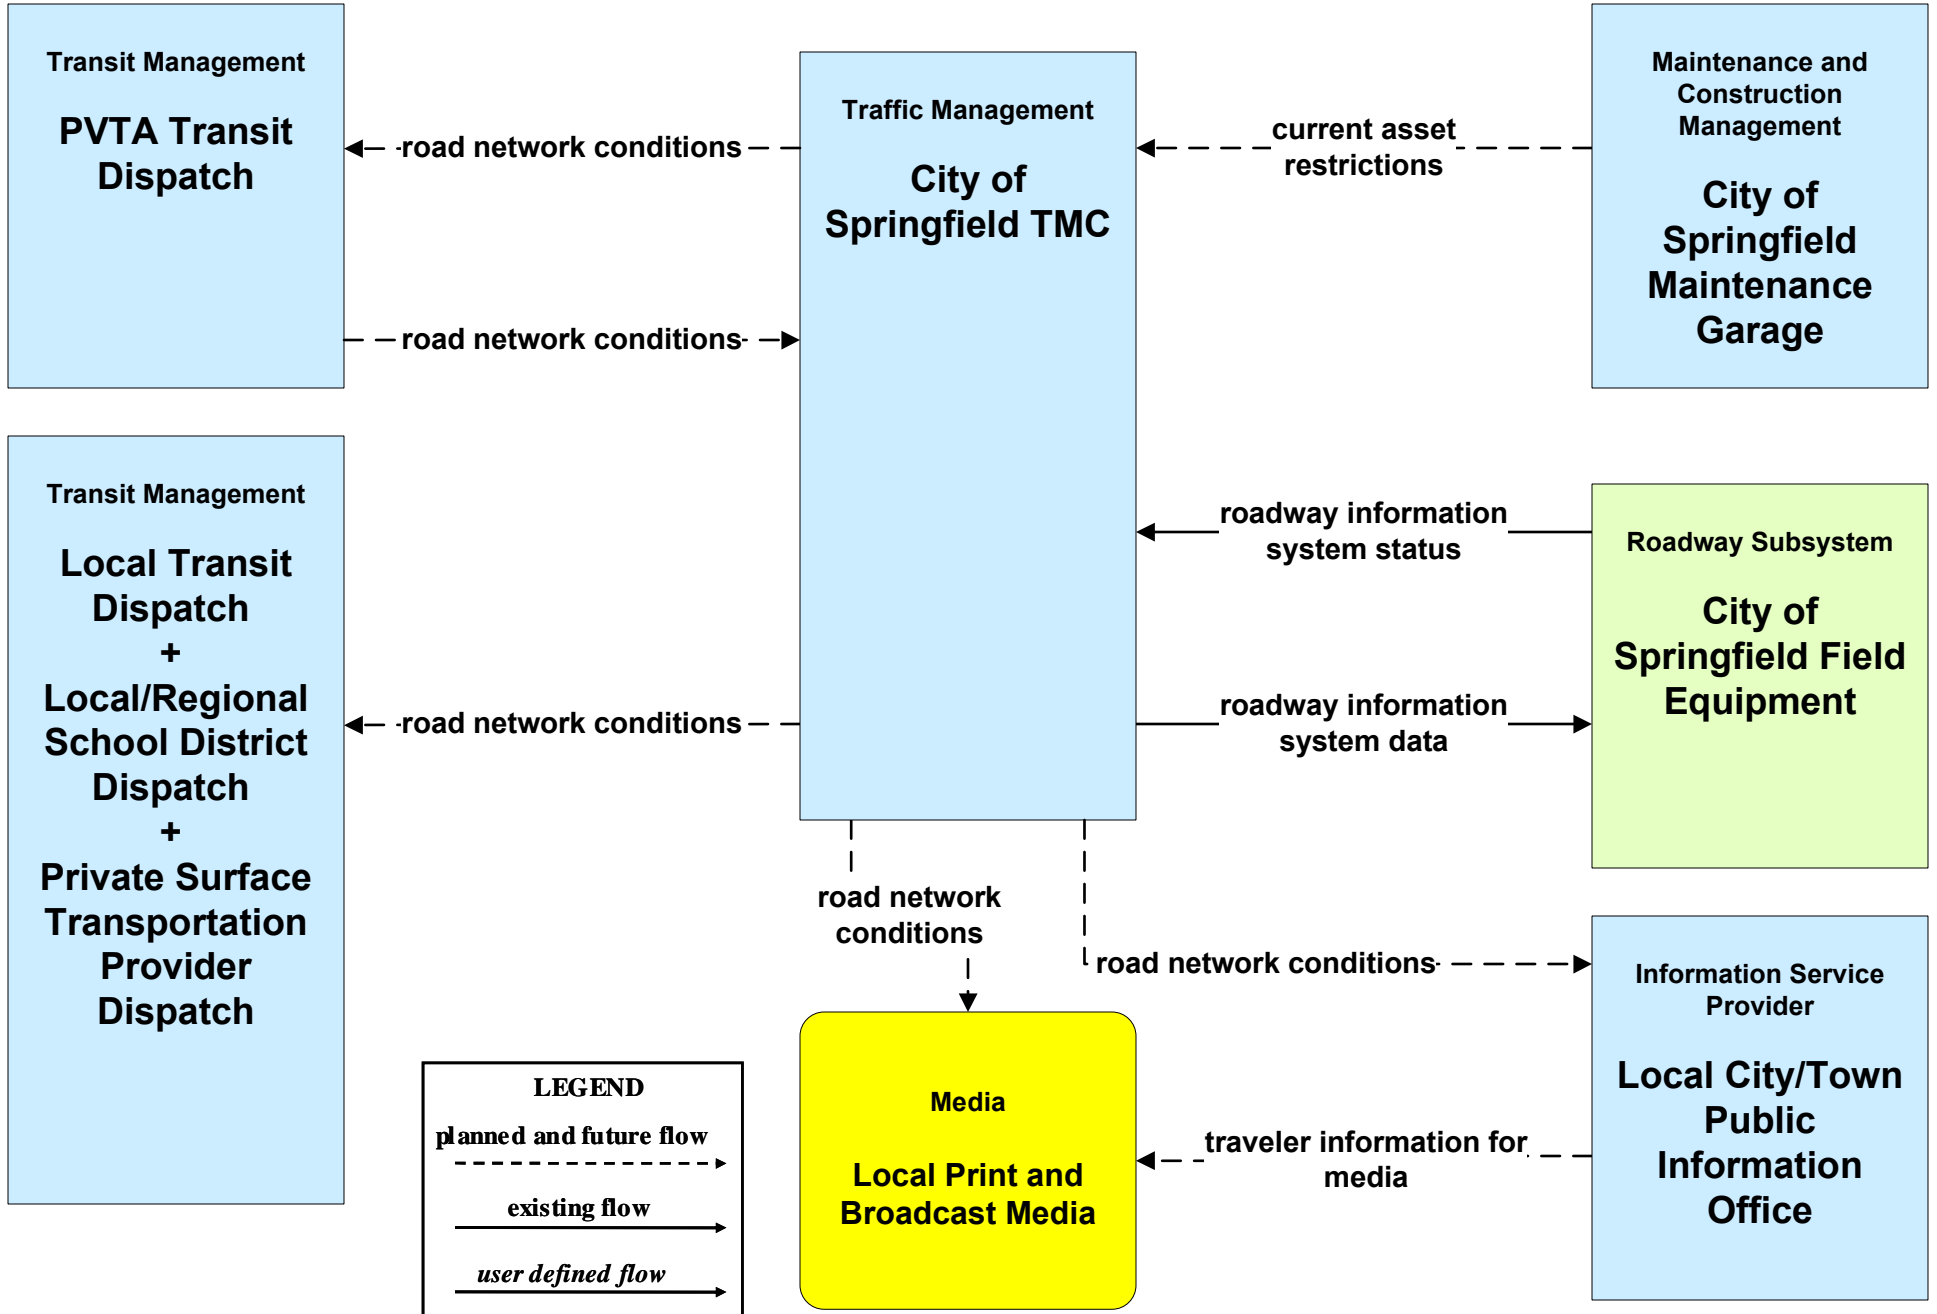 Transit Management
PVTA Transit
Dispatch
road network conditions
road network conditions
Traffic Management
City of
Springfield TMC
current asset
restrictions
Maintenance and
Construction
Management
City of
Springfield
Maintenance
Garage
Transit Management
Local Transit
Dispatch
+
Local/Regional
School District
Dispatch
+
Private Surface
Transportation
Provider
Dispatch
road network conditions
roadway information
system status
roadway information
system data
Roadway Subsystem
City of
Springfield Field
Equipment
road network
conditions
road network conditions
Information Service
Provider
Local City/Town
Public
Information
Office
LEGEND
planned and future flow
existing flow
user defined flow
Media
Local Print and
Broadcast Media
traveler information for
media